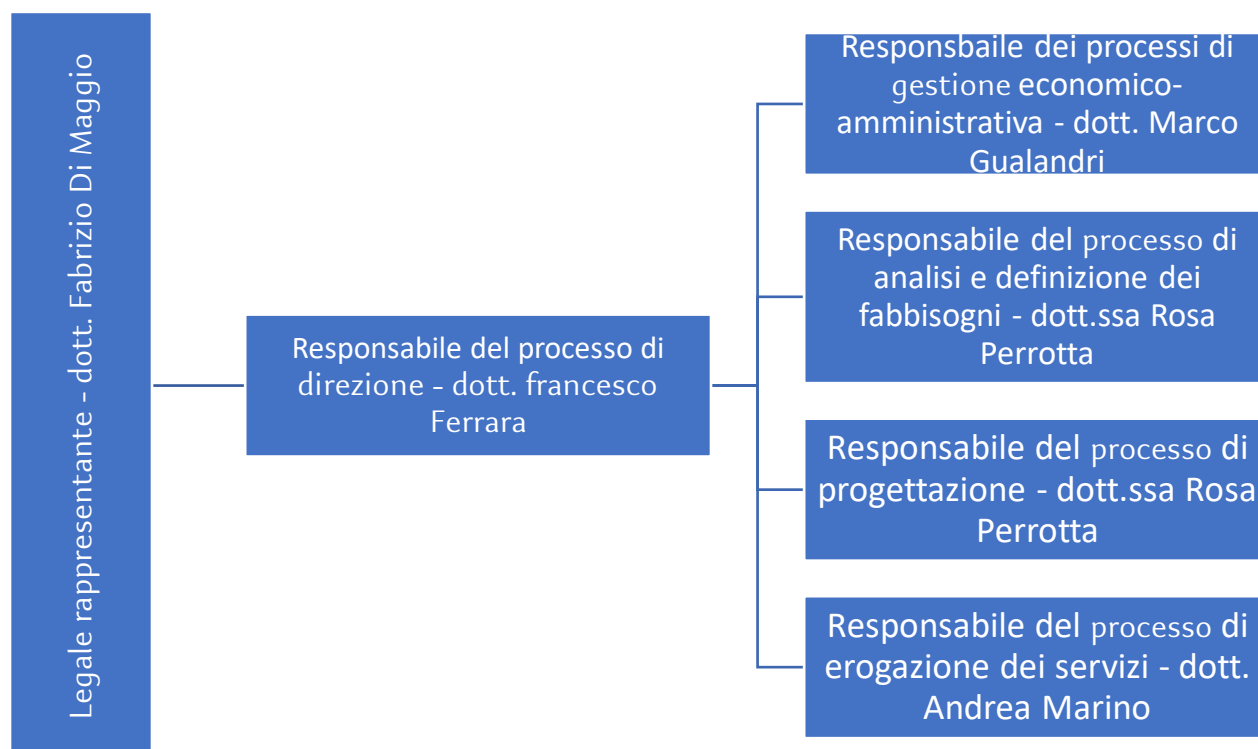 Legale rappresentante - dott. Fabrizio Di Maggio
Responsabile del processo di
direzione - dott. francesco
Ferrara
Responsbaile dei processi di
gestione economico-
amministrativa - dott. Marco
Gualandri
Responsabile del processo di
analisi e definizione dei
fabbisogni - dott.ssa Rosa
Perrotta
Responsabile del processo di
progettazione - dott.ssa Rosa
Perrotta
Responsabile del processo di
erogazione dei servizi - dott.
Andrea Marino